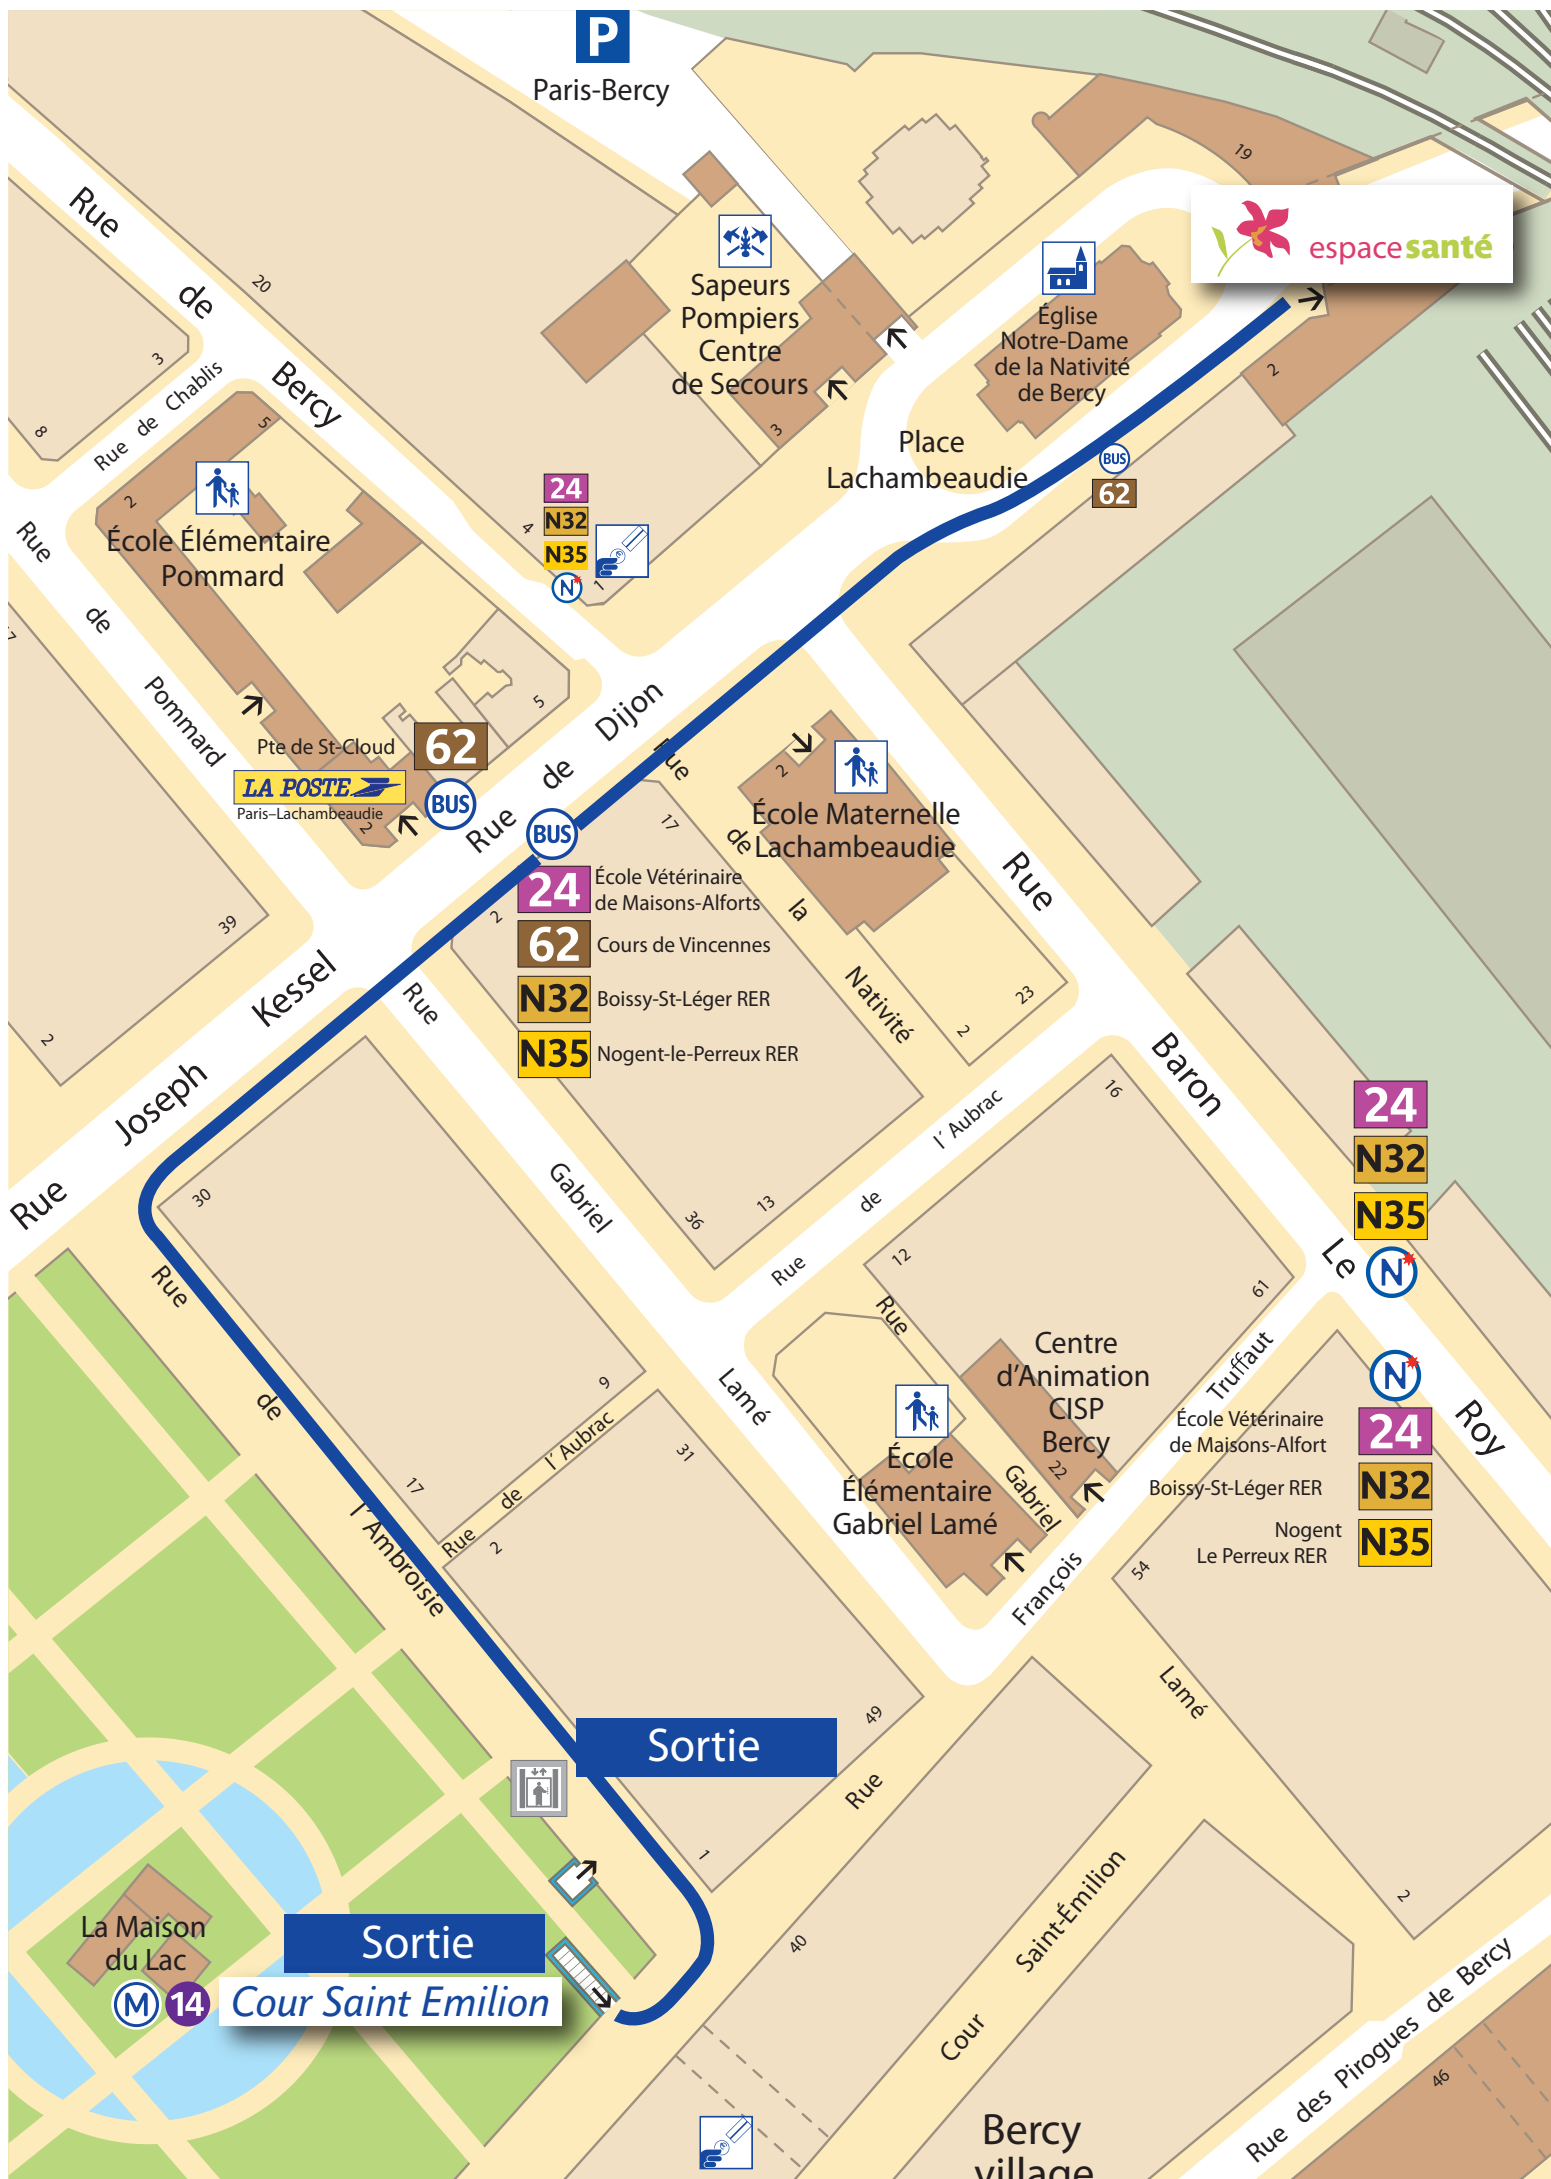 P
Paris-Bercy
19
espace santé
Rue
de
Bercy
20
Sapeurs
Pompiers
Centre
de Secours
3
Église
Notre-Dame
de la Nativité
de Bercy
2
3
Rue de Chablis
8
5
2
École Élémentaire
Pommard
Place
Lachambeaudie
BUS
62
24
N32
N35
N
4
1
Rue
de
Pommard
5
Rue de Dijon
Pte de St-Cloud
62
LA POSTE
Paris–Lachambeaudie
BUS
2
BUS
24
École Vétérinaire
de Maisons-Alforts
62
Cours de Vincennes
N32
Boissy-St-Léger RER
N35
Nogent-le-Perreux RER
2
17
Rue
de
la
Nativité
2
École Maternelle
Lachambeaudie
23
2
39
2
Rue Joseph Kessel
Rue
Baron
Le
Roy
Rue
Gabriel
Lamé
36
13
Rue de l'Aubrac
16
12
61
24
N32
N35
N
30
Rue
de
l'Ambroisie
9
17
Rue de l'Aubrac
2
31
Rue
Gabriel
Lamé
Centre
d'Animation
CISP
Bercy
22
École
Élémentaire
Gabriel Lamé
Rue François Truffaut
N
24
École Vétérinaire
de Maisons-Alfort
N32
Boissy-St-Léger RER
N35
Nogent
Le Perreux RER
54
49
1
Sortie
Sortie
La Maison
du Lac
M
14
Cour Saint Emilion
40
Cour Saint-Émilion
2
Rue des Pirogues de Bercy
46
Bercy
village